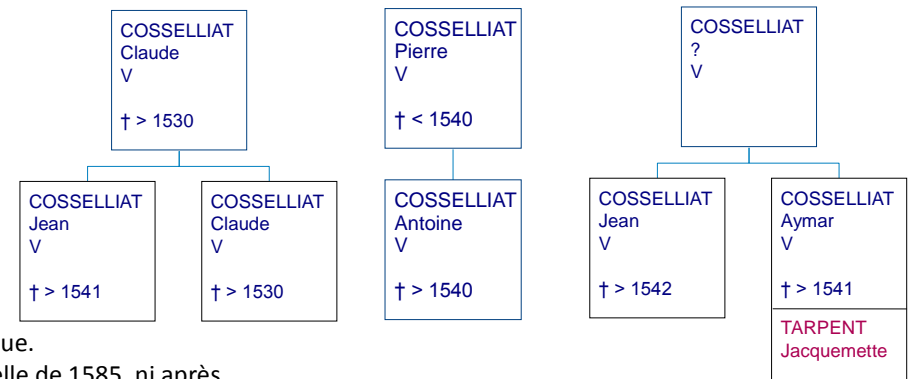 COSSELLIAT
Claude
V
† > 1530
COSSELLIAT
Pierre
V
† < 1540
COSSELLIAT
?
V
COSSELLIAT
Jean
V
† > 1541
COSSELLIAT
Claude
V
† > 1530
COSSELLIAT
Antoine
V
† > 1540
COSSELLIAT
Jean
V
† > 1542
COSSELLIAT
Aymar
V
† > 1541
TARPENT
Jacquemette
ue.
elle de 1585, ni après